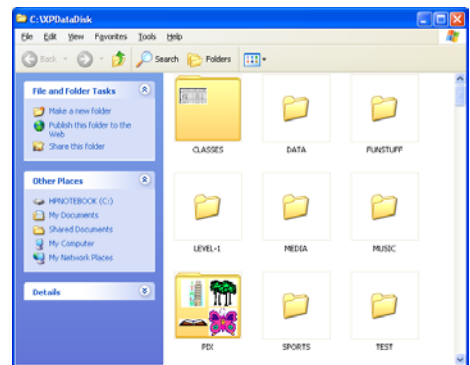 C:\XPDataDisk
File Edit View Favorites Tools Help
Back Search Folders
File and Folder Tasks
Make a new folder
Publish this folder to the
Web
Share this folder
Other Places
HPNOTEBOOK (C:)
My Documents
Shared Documents
My Computer
My Network Places
Details
CLASSES DATA FUNSTUFF
LEVEL-1 MEDIA MUSIC
PIX SPORTS TEST